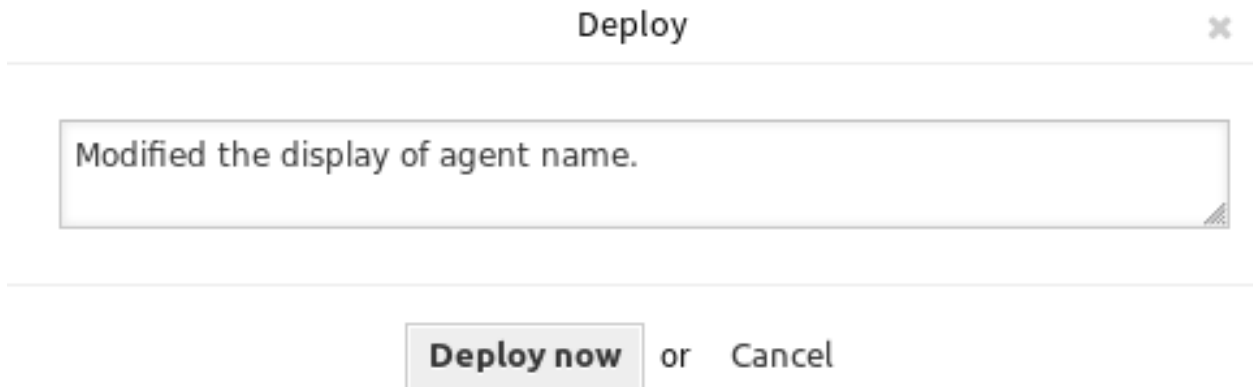 Deploy
Modified the display of agent name.
Deploy now or Cancel